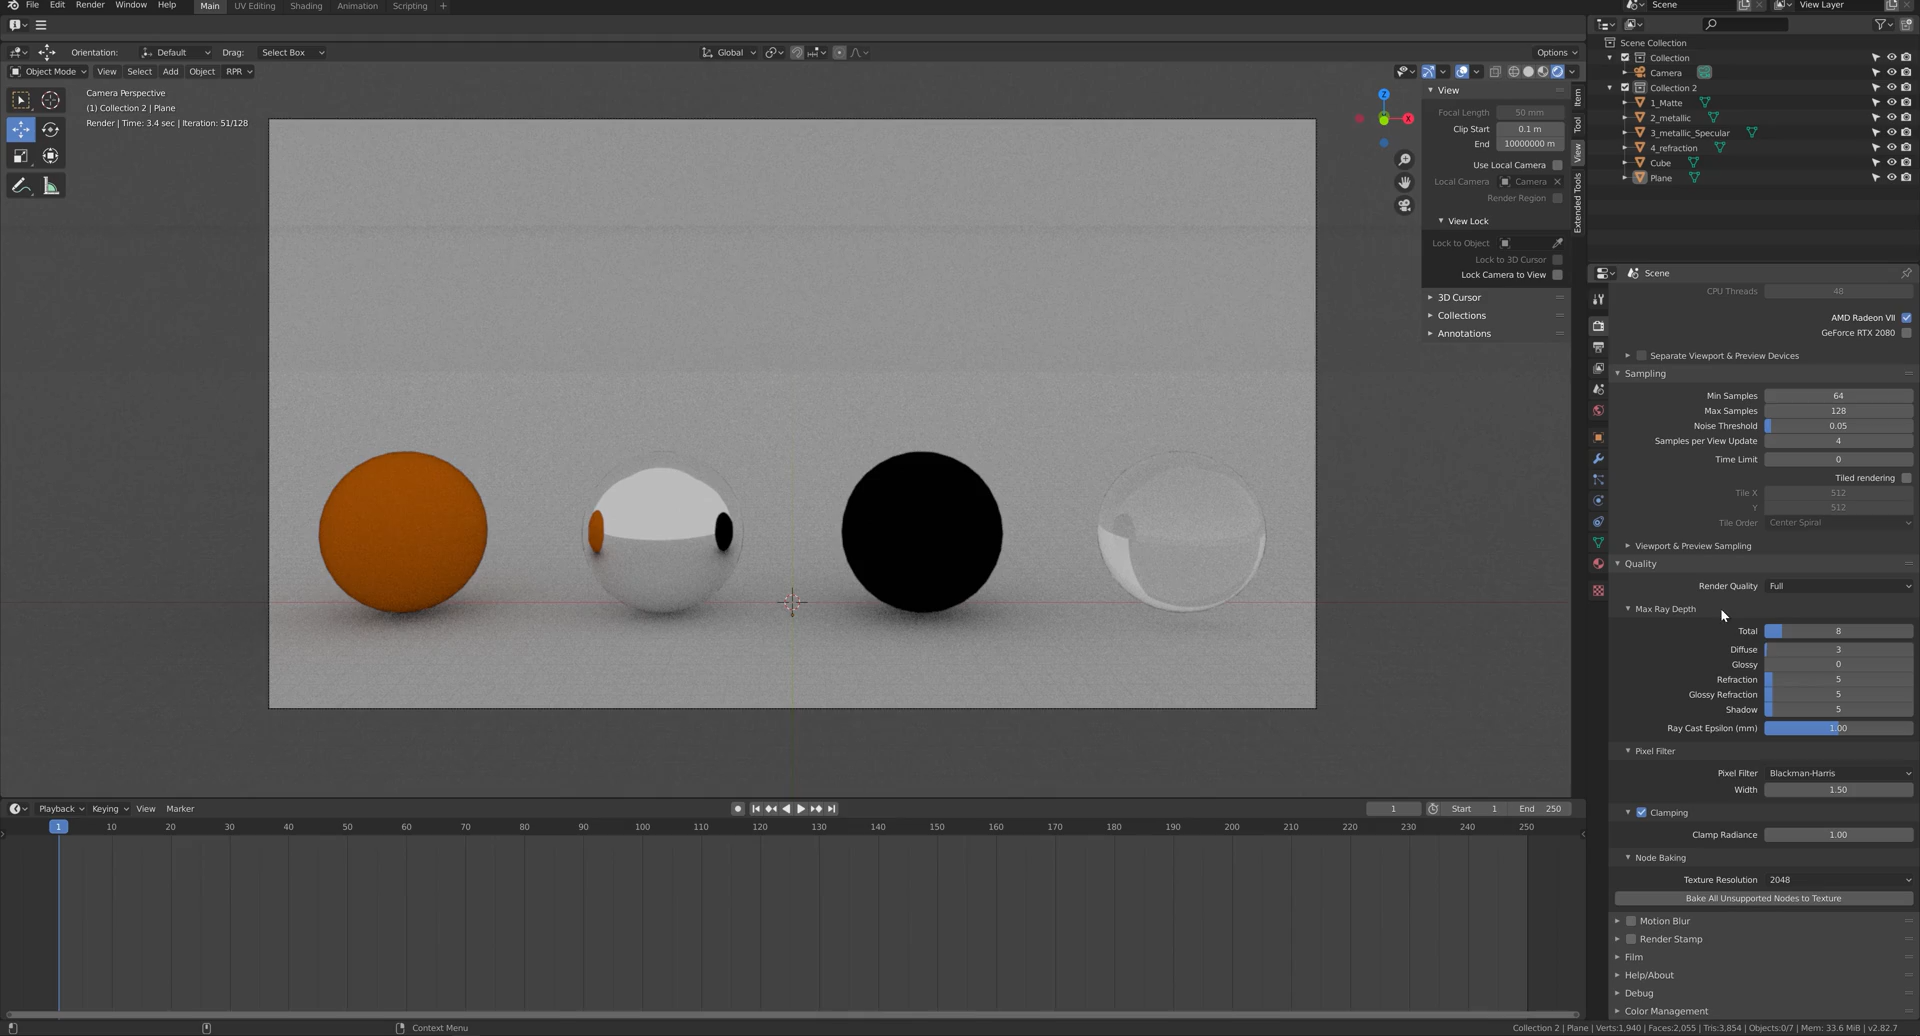 File Edit Render Window Help Main UV Editing Shading Animation Scripting + Scene View Layer
Orientation: Default Drag: Select Box Global Options
Object Mode View Select Add Object RPR
Camera Perspective
(1) Collection 2 | Plane
Render | Time: 3.4 sec | Iteration: 51/128
Z
X
View
Focal Length 50 mm
Clip Start 0.1 m
End 10000000 m
Use Local Camera
Local Camera Camera
Render Region
View Lock
Lock to Object
Lock to 3D Cursor
Lock Camera to View
3D Cursor
Collections
Annotations
Item
Tool
View
Extended Tools
Scene Collection
Collection
Camera
Collection 2
1_Matte
2_metallic
3_metallic_Specular
4_refraction
Cube
Plane
Scene
CPU Threads 48
AMD Radeon VII
GeForce RTX 2080
Separate Viewport & Preview Devices
Sampling
Min Samples 64
Max Samples 128
Noise Threshold 0.05
Samples per View Update 4
Time Limit 0
Tiled rendering
Tile X 512
Y 512
Tile Order Center Spiral
Viewport & Preview Sampling
Quality
Render Quality Full
Max Ray Depth
Total 8
Diffuse 3
Glossy 0
Refraction 5
Glossy Refraction 5
Shadow 5
Ray Cast Epsilon (mm) 1.00
Pixel Filter
Pixel Filter Blackman-Harris
Width 1.50
Clamping
Clamp Radiance 1.00
Node Baking
Texture Resolution 2048
Bake All Unsupported Nodes to Texture
Motion Blur
Render Stamp
Film
Help/About
Debug
Color Management
Playback Keying View Marker 1 Start 1 End 250
1 10 20 30 40 50 60 70 80 90 100 110 120 130 140 150 160 170 180 190 200 210 220 230 240 250
Context Menu
Collection 2 | Plane | Verts:1,940 | Faces:2,055 | Tris:3,854 | Objects:0/7 | Mem: 33.6 MiB | v2.82.7